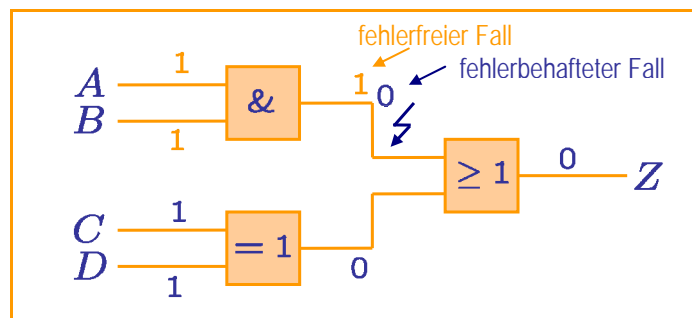 fehlerfreier Fall
fehlerbehafteter Fall
A 1
B 1
&
1 0
≥ 1
0 Z
C 1
D 1
= 1
0